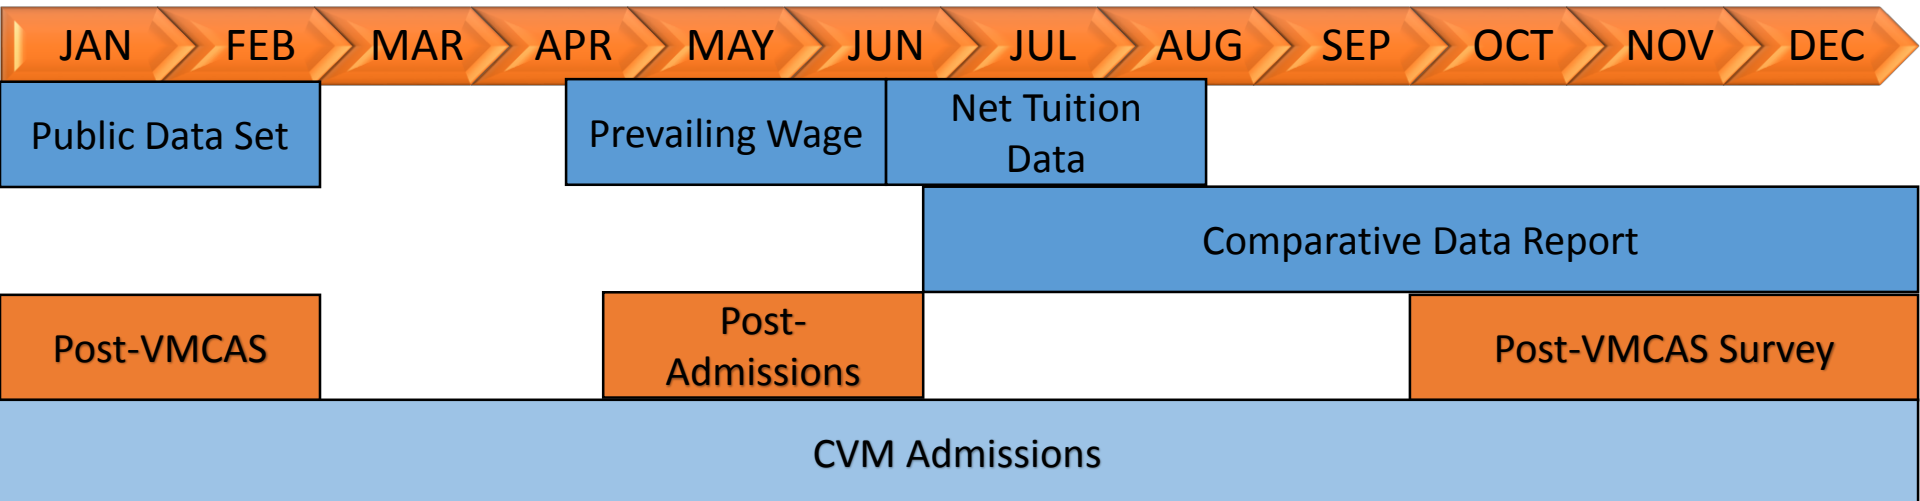 JAN FEB MAR APR MAY JUN JUL AUG SEP OCT NOV DEC
Public Data Set
Prevailing Wage
Net Tuition
Data
Comparative Data Report
Post-VMCAS
Post-
Admissions
Post-VMCAS Survey
CVM Admissions